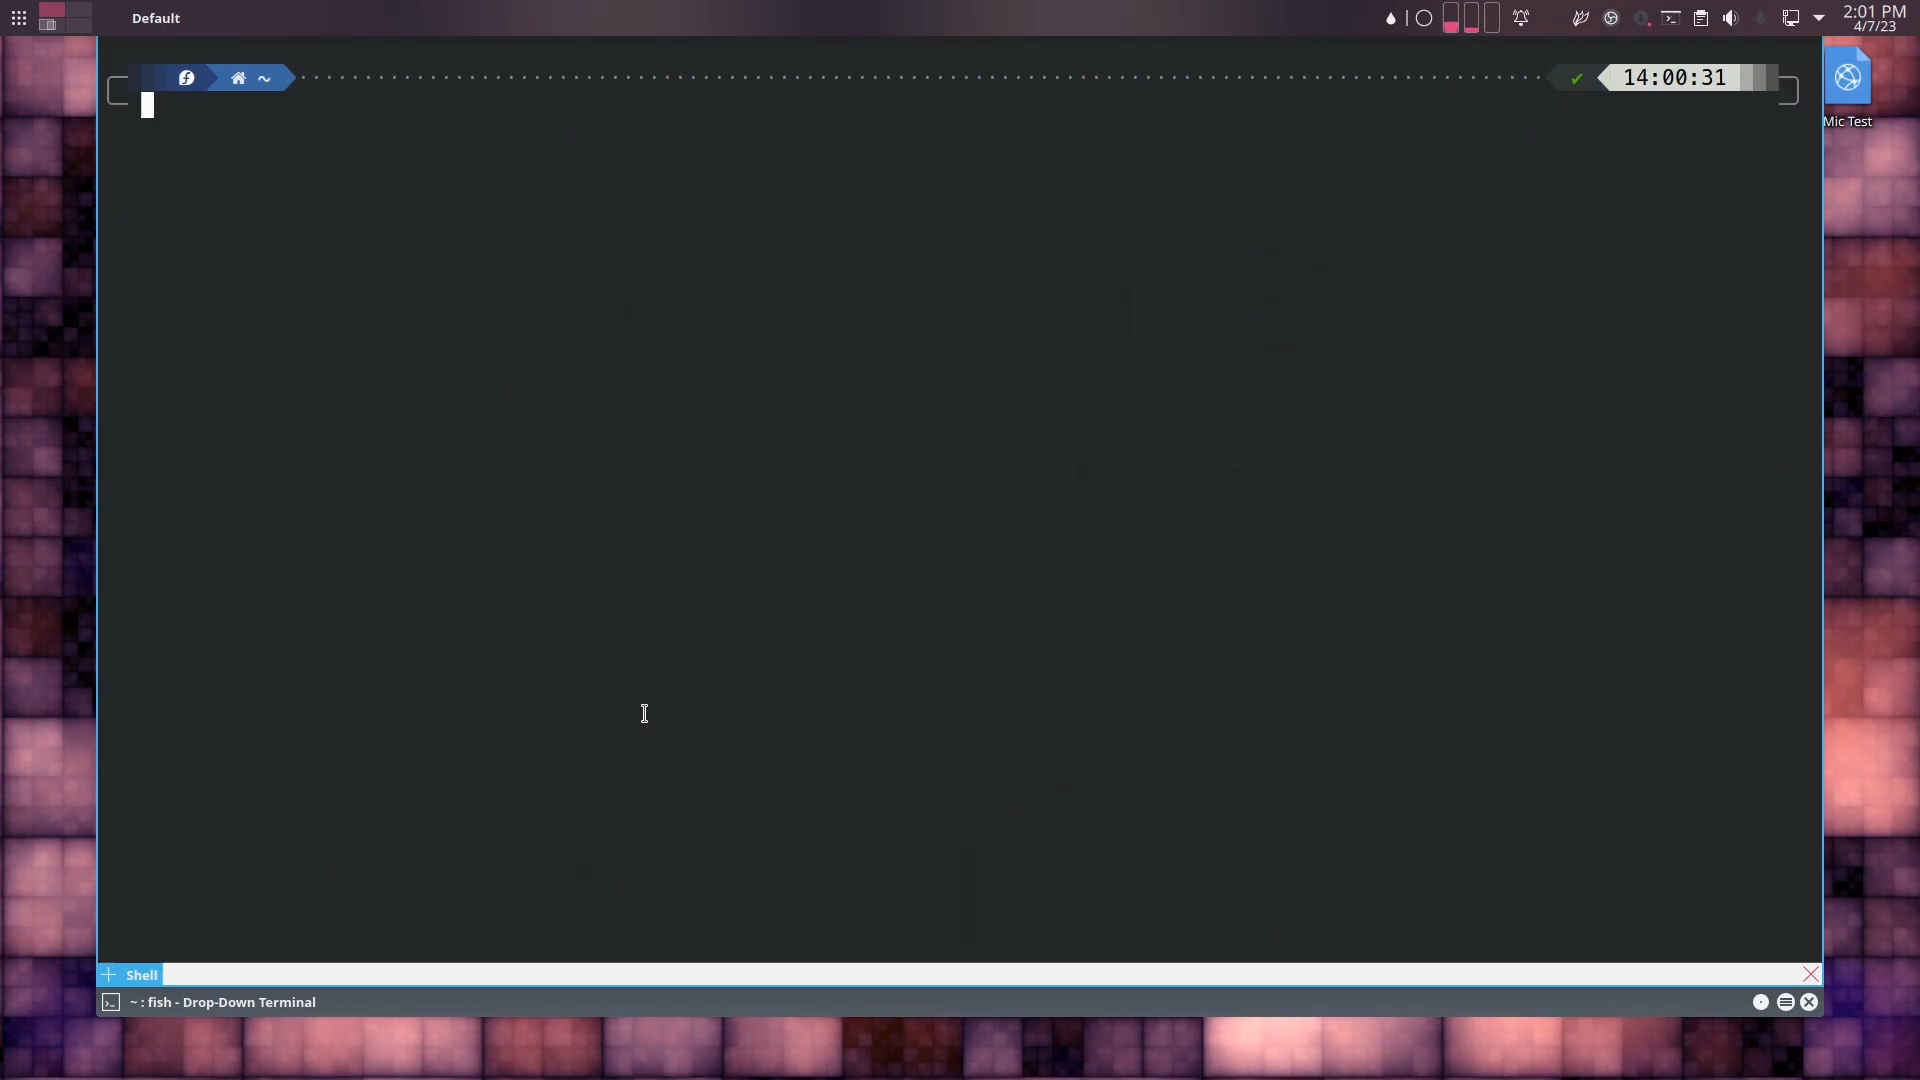 Default
2:01 PM
4/7/23
~
✔
14:00:31
Mic Test
Shell
~ : fish - Drop-Down Terminal